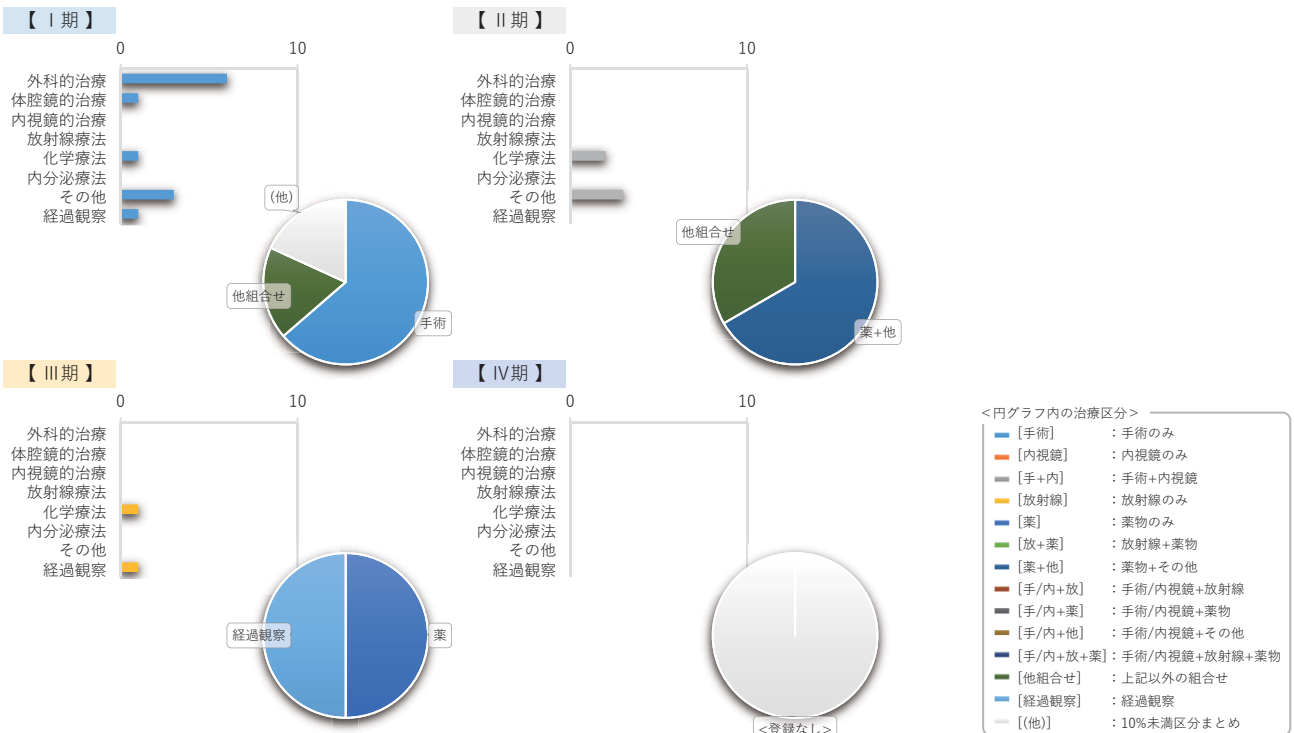 【 Ⅰ期 】
0 10
外科的治療
体腔鏡的治療
内視鏡的治療
放射線療法
化学療法
内分泌療法
その他
経過観察
(他)
他組合せ
手術
【 Ⅱ期 】
0 10
外科的治療
体腔鏡的治療
内視鏡的治療
放射線療法
化学療法
内分泌療法
その他
経過観察
他組合せ
薬+他
【 Ⅲ期 】
0 10
外科的治療
体腔鏡的治療
内視鏡的治療
放射線療法
化学療法
内分泌療法
その他
経過観察
経過観察
薬
【 Ⅳ期 】
0 10
外科的治療
体腔鏡的治療
内視鏡的治療
放射線療法
化学療法
内分泌療法
その他
経過観察
<登録なし>
<円グラフ内の治療区分>
[手術] ：手術のみ
[内視鏡] ：内視鏡のみ
[手+内] ：手術+内視鏡
[放射線] ：放射線のみ
[薬] ：薬物のみ
[放+薬] ：放射線+薬物
[薬+他] ：薬物+その他
[手/内+放] ：手術/内視鏡+放射線
[手/内+薬] ：手術/内視鏡+薬物
[手/内+他] ：手術/内視鏡+その他
[手/内+放+薬]：手術/内視鏡+放射線+薬物
[他組合せ] ：上記以外の組合せ
[経過観察] ：経過観察
[(他)] ：10%未満区分まとめ